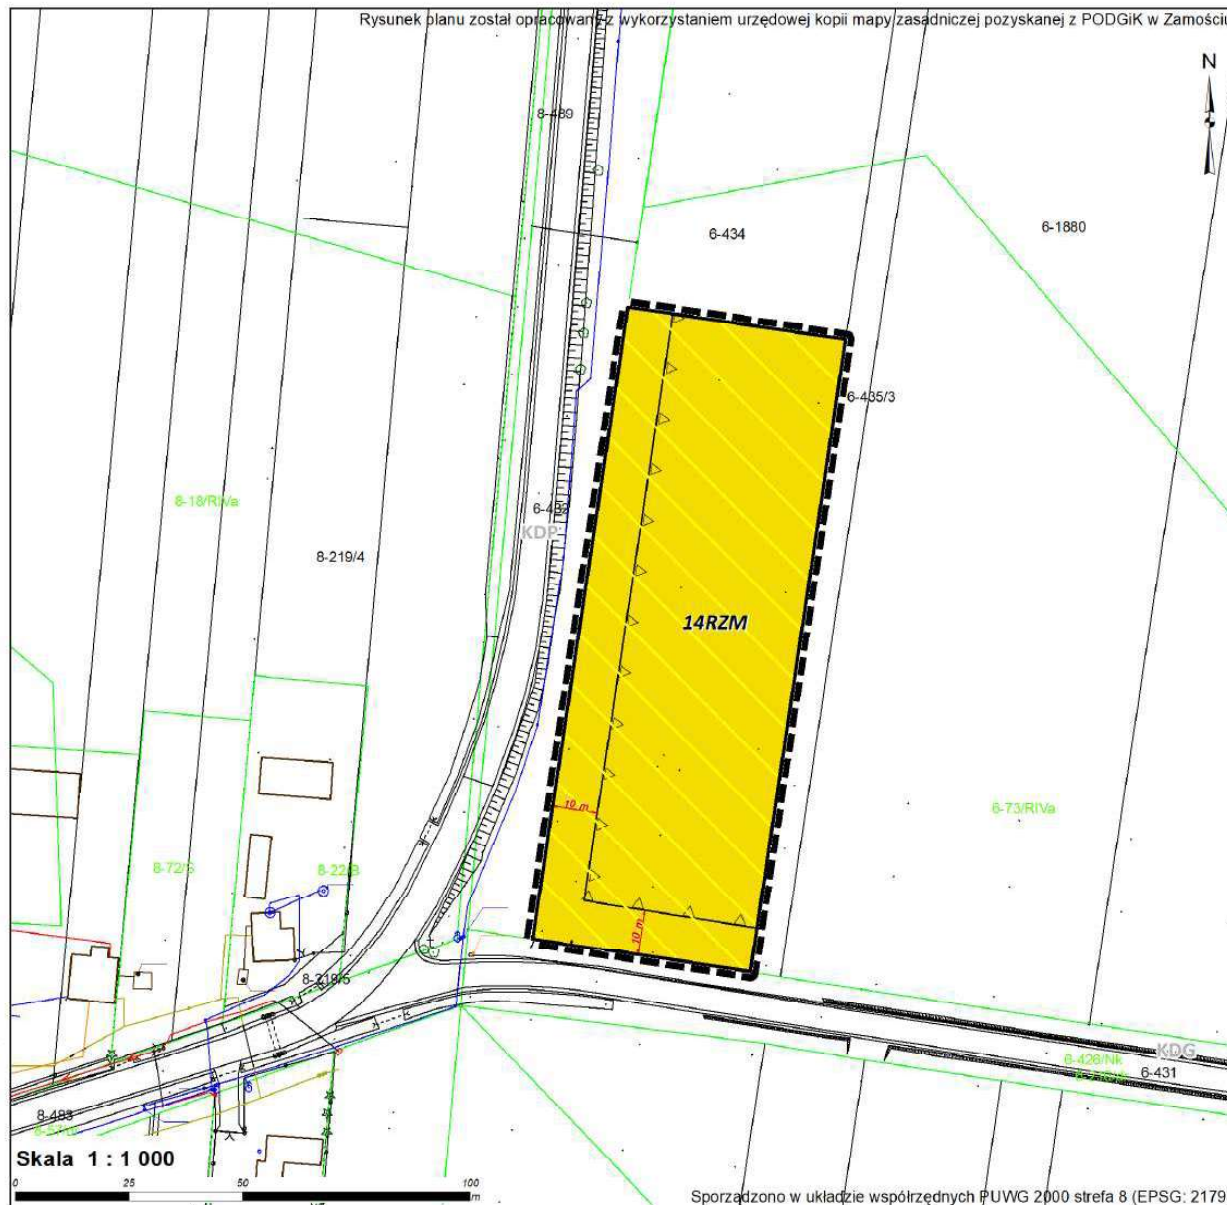 Rysunek planu został opracowany z wykorzystaniem urzędowej kopii mapy zasadniczej pozyskanej z PODGiK w Zamościu
N
8-489
6-434
6-1880
6-435/3
8-18/RIVa
6-432
KDP
8-219/4
14RZM
10 m
6-73/RIVa
8-72/S
8-22/B
10 m
8-219/5
KDG
6-426/Nk
6-431
8-483
Skala 1 : 1 000
0 25 50 100
m
Sporządzono w układzie współrzędnych PUWG 2000 strefa 8 (EPSG: 2179